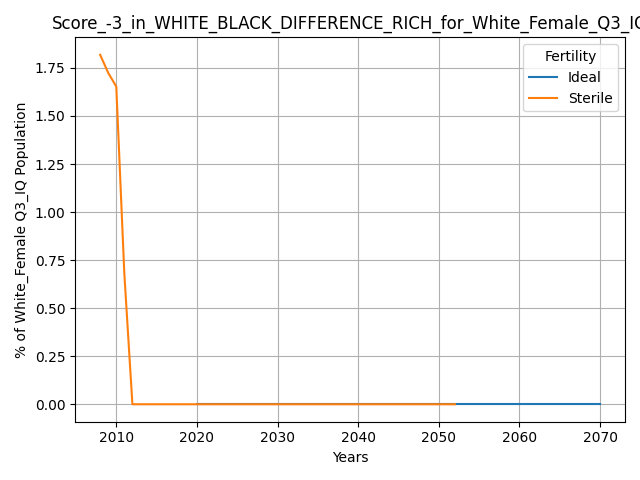 Score_-3_in_WHITE_BLACK_DIFFERENCE_RICH_for_White_Female_Q3_IQ
Fertility
Ideal
Sterile
% of White_Female Q3_IQ Population
1.75
1.50
1.25
1.00
0.75
0.50
0.25
0.00
2010 2020 2030 2040 2050 2060 2070
Years